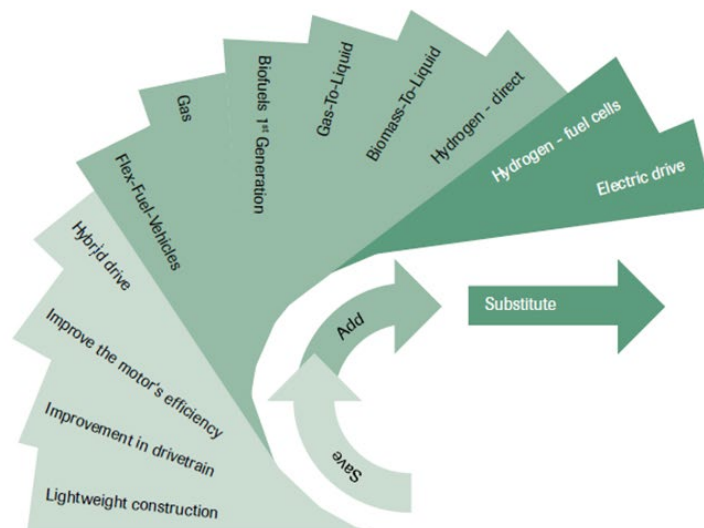 Lightweight construction
Improvement in drivetrain
Improve the motor's efficiency
Hybrid drive
Flex-Fuel-Vehicles
Gas
Biofuels 1st Generation
Gas-To-Liquid
Biomass-To-Liquid
Hydrogen - direct
Hydrogen - fuel cells
Electric drive
Save
Add
Substitute